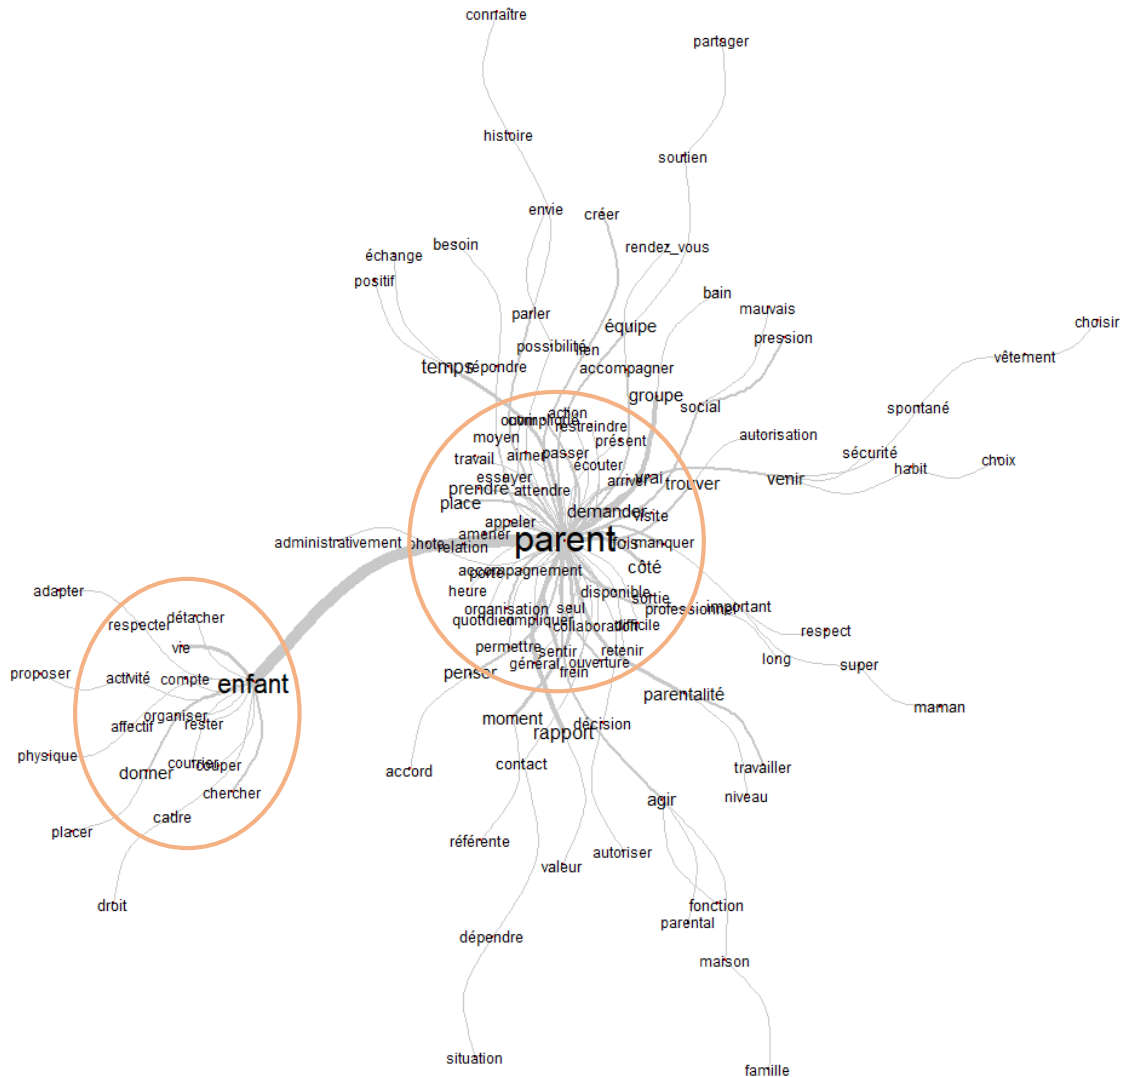 connaître
partager
histoire
soutien
envie
créer
besoin
rendez_vous
échange
positif
bain
mauvais
parler
équipe
choisir
pression
possibilité
lien
vêtement
temps
répondre
accompagner
groupe
social
spontané
action
compliqué
restreindre
moyen
présent
autorisation
travail
aimer
passer
écouter
sécurité
choix
habit
essayer
arriver
vrai
trouver
venir
prendre
attendre
place
demander
visite
appeler
amener
parent
fois
manquer
administrativement
photo
relation
côté
porte
accompagnement
heure
disponible
sortie
adapter
organisation
seul
professionnel
important
respecter
détacher
quotidien
impliquer
collaboration
difficile
respect
vie
permettre
sentir
retenir
long
super
proposer
activité
compte
enfant
penser
général
ouverture
frein
parentalité
maman
affectif
organiser
rester
moment
rapport
décision
physique
donner
courrier
couper
accord
contact
travailler
chercher
niveau
cadre
agir
placer
référente
autoriser
valeur
droit
fonction
parental
dépendre
maison
situation
famille